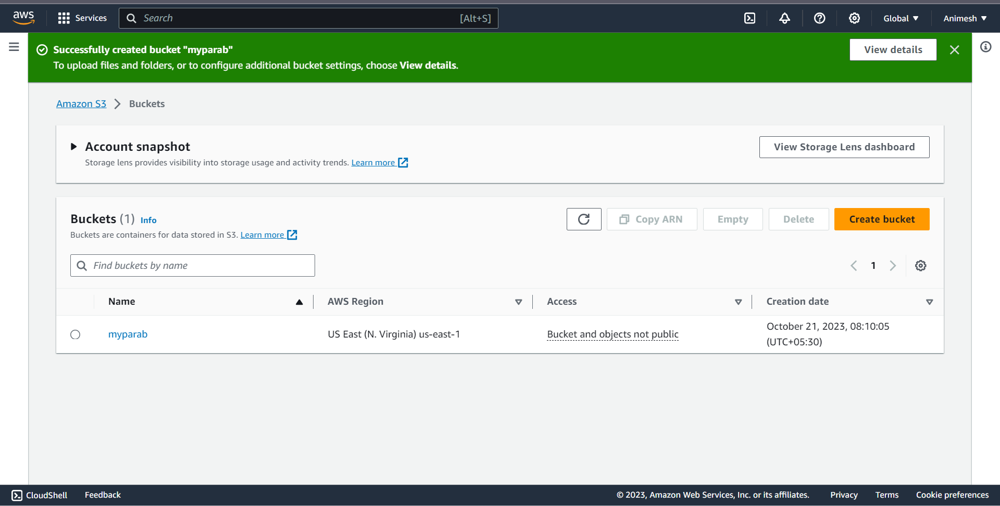 aws
Services
Search
[Alt+S]
Global
Animesh
Successfully created bucket "myparab"
To upload files and folders, or to configure additional bucket settings, choose View details.
View details
Amazon S3
Buckets
Account snapshot
Storage lens provides visibility into storage usage and activity trends. Learn more
View Storage Lens dashboard
Buckets (1) Info
Buckets are containers for data stored in S3. Learn more
Copy ARN
Empty
Delete
Create bucket
Find buckets by name
1
Name
AWS Region
Access
Creation date
myparab
US East (N. Virginia) us-east-1
Bucket and objects not public
October 21, 2023, 08:10:05
(UTC+05:30)
CloudShell
Feedback
© 2023, Amazon Web Services, Inc. or its affiliates.
Privacy
Terms
Cookie preferences